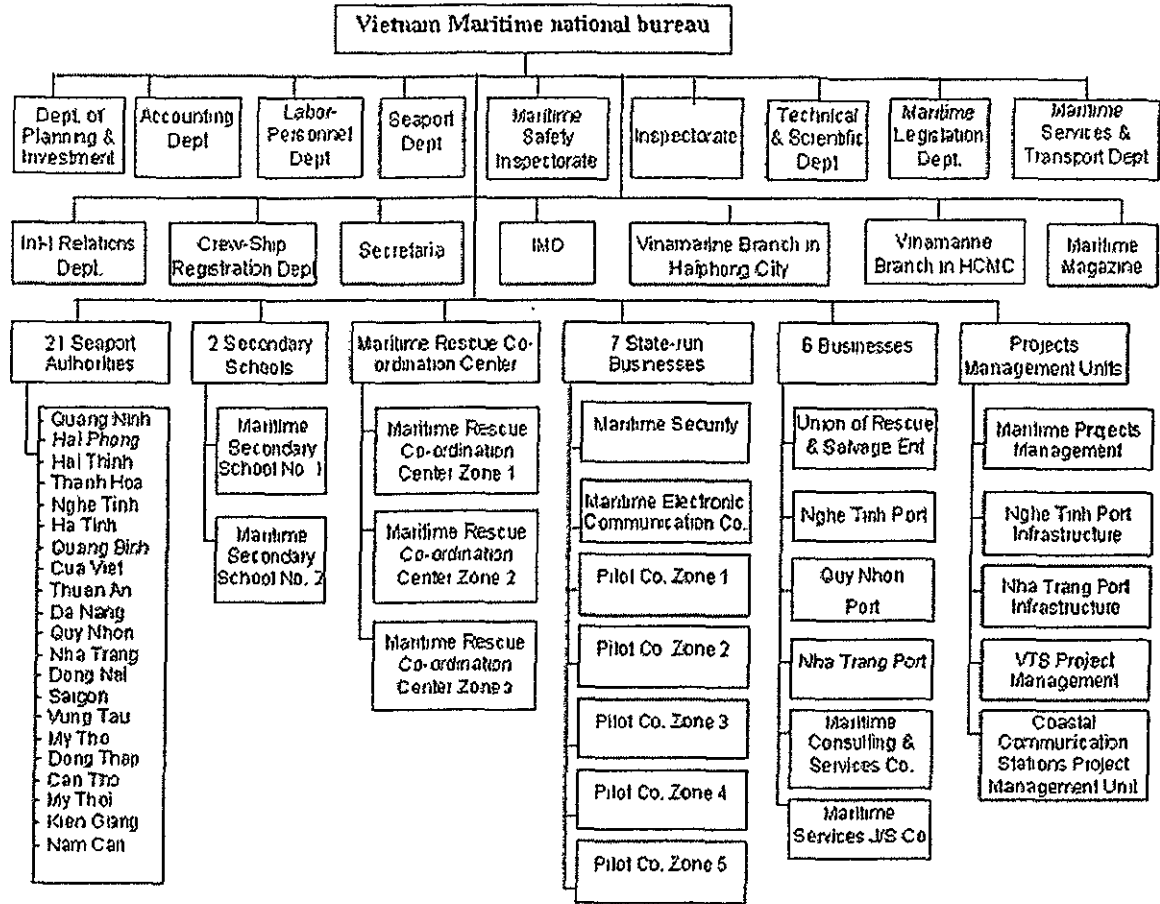 Vietnam Maritime national bureau
Dept. of
Planning &
Investment
Accounting
Dept
Labor-
Personnel
Dept
Seaport
Dept
Maritime
Safety
Inspectorate
Inspectorate
Technical
& Scientific
Dept
Maritime
Legislation
Dept.
Maritime
Services &
Transport Dept
Relations
Dept.
Crew-Ship
Registration Dept
Secretaria
IMO
Vinamarine Branch in
Haiphong City
Vinamarine
Branch in HCMC
Maritime
Magazine
21 Seaport
Authorities
Quang Ninh
Hai Phong
Hai Thinh
Thanh Hoa
Nghe Tinh
Ha Tinh
Quang Binh
Cua Viet
Thuan An
Da Nang
Quy Nhon
Nha Trang
Dong Nai
Saigon
Vung Tau
My Tho
Dong Thap
Can Tho
My Thoi
Kien Giang
Nam Can
2 Secondary
Schools
Maritime
Secondary
School No. 1
Maritime
Secondary
School No. 2
Maritime Rescue Co-
ordination Center
Maritime Rescue
Co-ordination
Center Zone 1
Maritime Rescue
Co-ordination
Center Zone 2
Maritime Rescue
Co-ordination
Center Zone 3
7 State-run
Businesses
Maritime Security
Maritime Electronic
Communication Co.
Pilot Co. Zone 1
Pilot Co. Zone 2
Pilot Co. Zone 3
Pilot Co. Zone 4
Pilot Co. Zone 5
6 Businesses
Union of Rescue
& Salvage Ent
Nghe Tinh Port
Quy Nhon
Port
Nha Trang Port
Maritime
Consulting &
Services Co.
Maritime
Services J/S Co
Projects
Management Units
Maritime Projects
Management
Nghe Tinh Port
Infrastructure
Nha Trang Port
Infrastructure
VTS Project
Management
Coastal
Communication
Stations Project
Management Unit